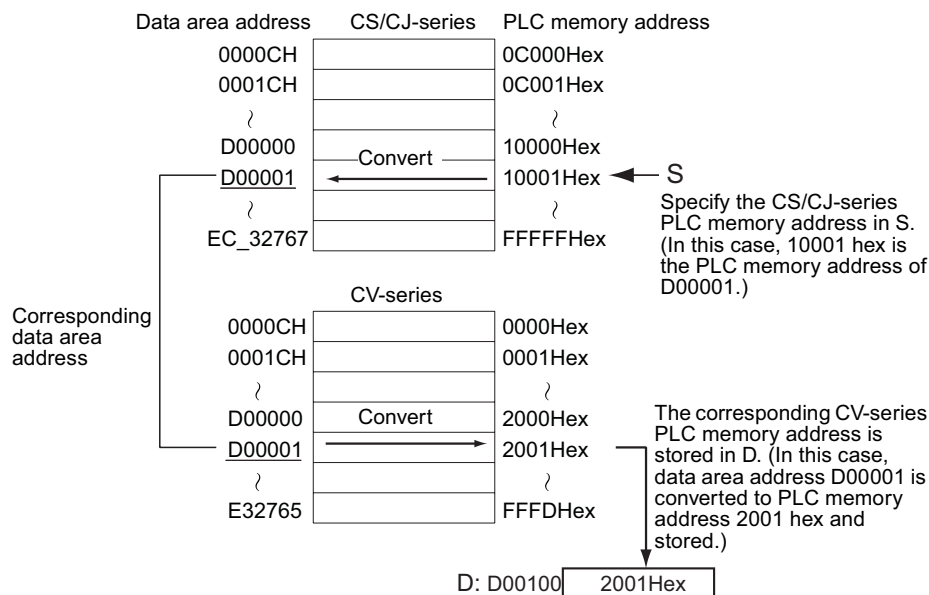 Data area address CS/CJ-series PLC memory address
0000CH 0C000Hex
0001CH 0C001Hex
~ ~
D00000 10000Hex
Convert
D00001 10001Hex S
Specify the CS/CJ-series
PLC memory address in S.
(In this case, 10001 hex is
the PLC memory address of
D00001.)
~ ~
EC_32767 FFFFFHex
Corresponding
data area
address
CV-series
0000CH 0000Hex
0001CH 0001Hex
~ ~
D00000 Convert 2000Hex
D00001 2001Hex
~ ~
E32765 FFFDHex
The corresponding CV-series
PLC memory address is
stored in D. (In this case,
data area address D00001 is
converted to PLC memory
address 2001 hex and
stored.)
D: D00100 2001Hex